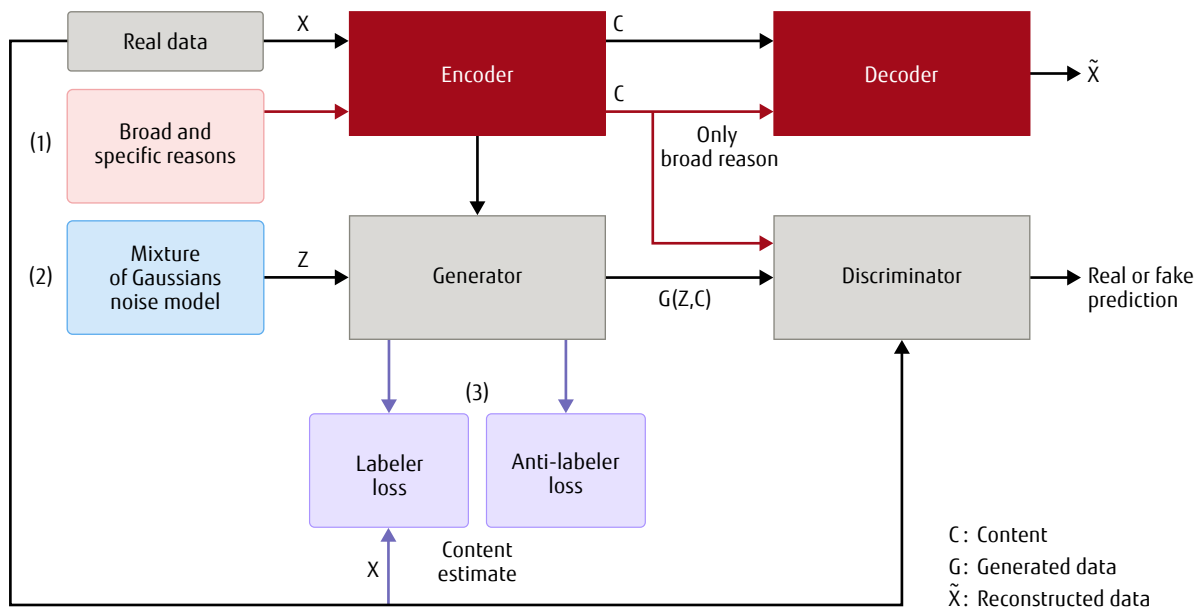 Real data
X
Encoder
C
C
Decoder
X̃
(1)
Broad and
specific reasons
Only
broad reason
(2)
Mixture
of Gaussians
noise model
Z
Generator
G(Z,C)
Discriminator
Real or fake
prediction
(3)
Labeler
loss
Anti-labeler
loss
X
Content
estimate
C: Content
G: Generated data
X̃: Reconstructed data